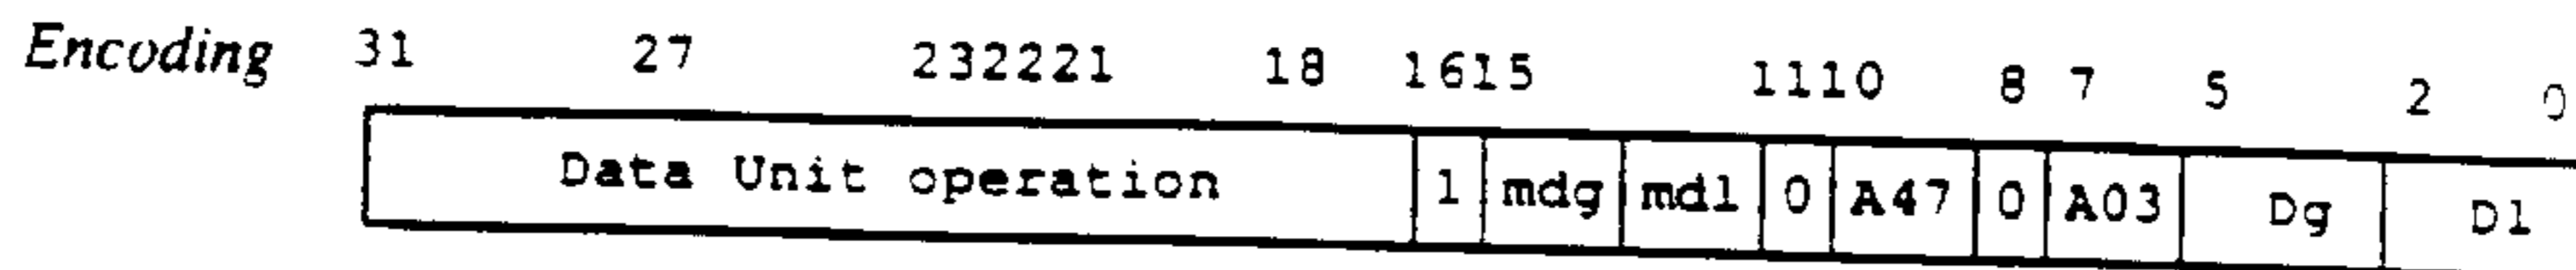 Encoding 31 27 232221 18 1615 1110 8 7 5 2 0
Data Unit operation 1 mdg mdl 0 A47 0 A03 Dg Dl